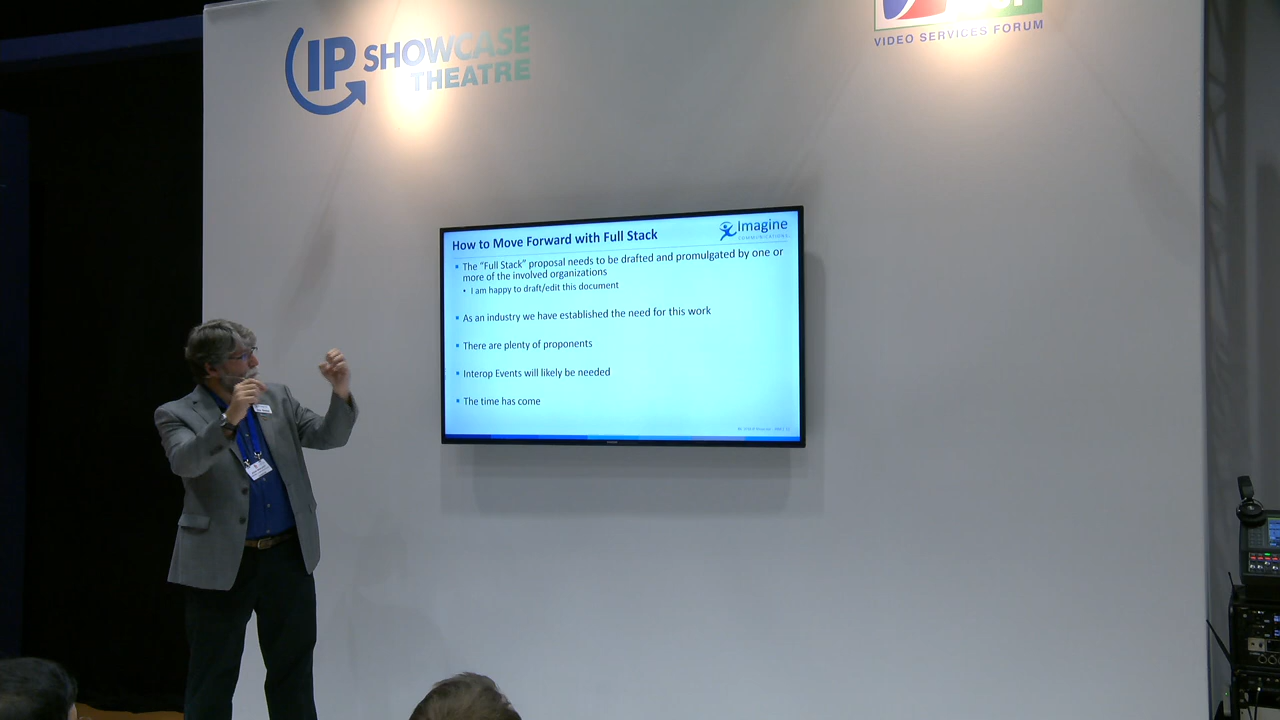 IP SHOWCASE
THEATRE
VIDEO SERVICES FORUM
How to Move Forward with Full Stack
Imagine
COMMUNICATIONS
▪ The "Full Stack" proposal needs to be drafted and promulgated by one or
more of the involved organizations
• I am happy to draft/edit this document
▪ As an industry we have established the need for this work
▪ There are plenty of proponents
▪ Interop Events will likely be needed
▪ The time has come